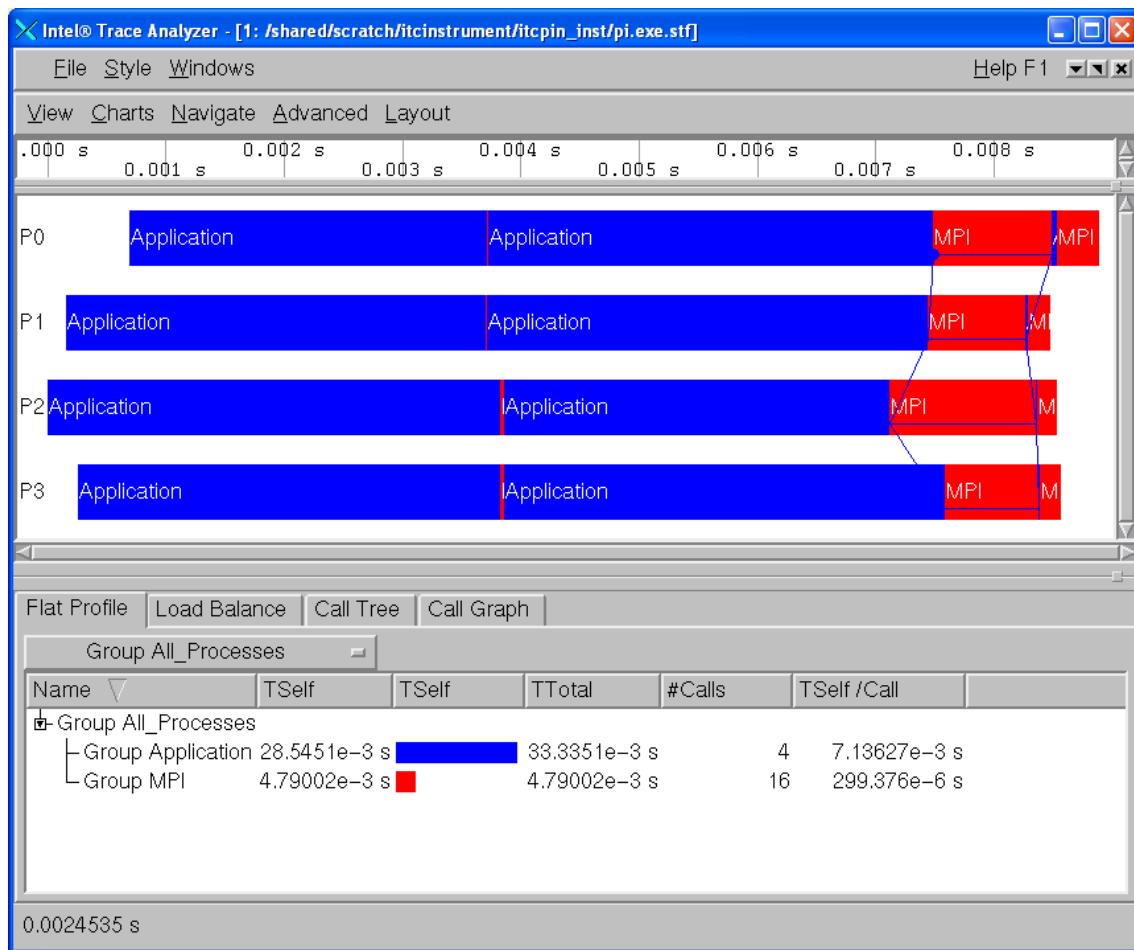 Intel® Trace Analyzer - [1: /shared/scratch/itcinstrument/itcpin_inst/pi.exe.stf]
File Style Windows Help F1
View Charts Navigate Advanced Layout
.000 s 0.002 s 0.004 s 0.006 s 0.008 s
0.001 s 0.003 s 0.005 s 0.007 s
P0 Application Application MPI MPI
P1 Application Application MPI M
P2 Application Application MPI M
P3 Application Application MPI M
Flat Profile Load Balance Call Tree Call Graph
Group All_Processes
Name TSelf TSelf TTotal #Calls TSelf /Call
Group All_Processes
Group Application 28.5451e-3 s 33.3351e-3 s 4 7.13627e-3 s
Group MPI 4.79002e-3 s 4.79002e-3 s 16 299.376e-6 s
0.0024535 s